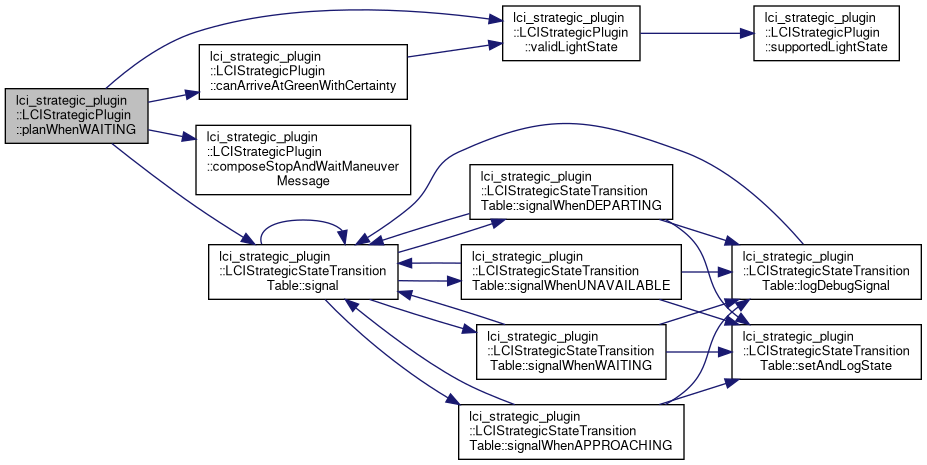 lci_strategic_plugin
::LCIStrategicPlugin
::planWhenWAITING
lci_strategic_plugin
::LCIStrategicPlugin
::validLightState
lci_strategic_plugin
::LCIStrategicPlugin
::supportedLightState
lci_strategic_plugin
::LCIStrategicPlugin
::canArriveAtGreenWithCertainty
lci_strategic_plugin
::LCIStrategicPlugin
::composeStopAndWaitManeuver
Message
lci_strategic_plugin
::LCIStrategicStateTransition
Table::signal
lci_strategic_plugin
::LCIStrategicStateTransition
Table::signalWhenDEPARTING
lci_strategic_plugin
::LCIStrategicStateTransition
Table::signalWhenUNAVAILABLE
lci_strategic_plugin
::LCIStrategicStateTransition
Table::signalWhenWAITING
lci_strategic_plugin
::LCIStrategicStateTransition
Table::signalWhenAPPROACHING
lci_strategic_plugin
::LCIStrategicStateTransition
Table::logDebugSignal
lci_strategic_plugin
::LCIStrategicStateTransition
Table::setAndLogState